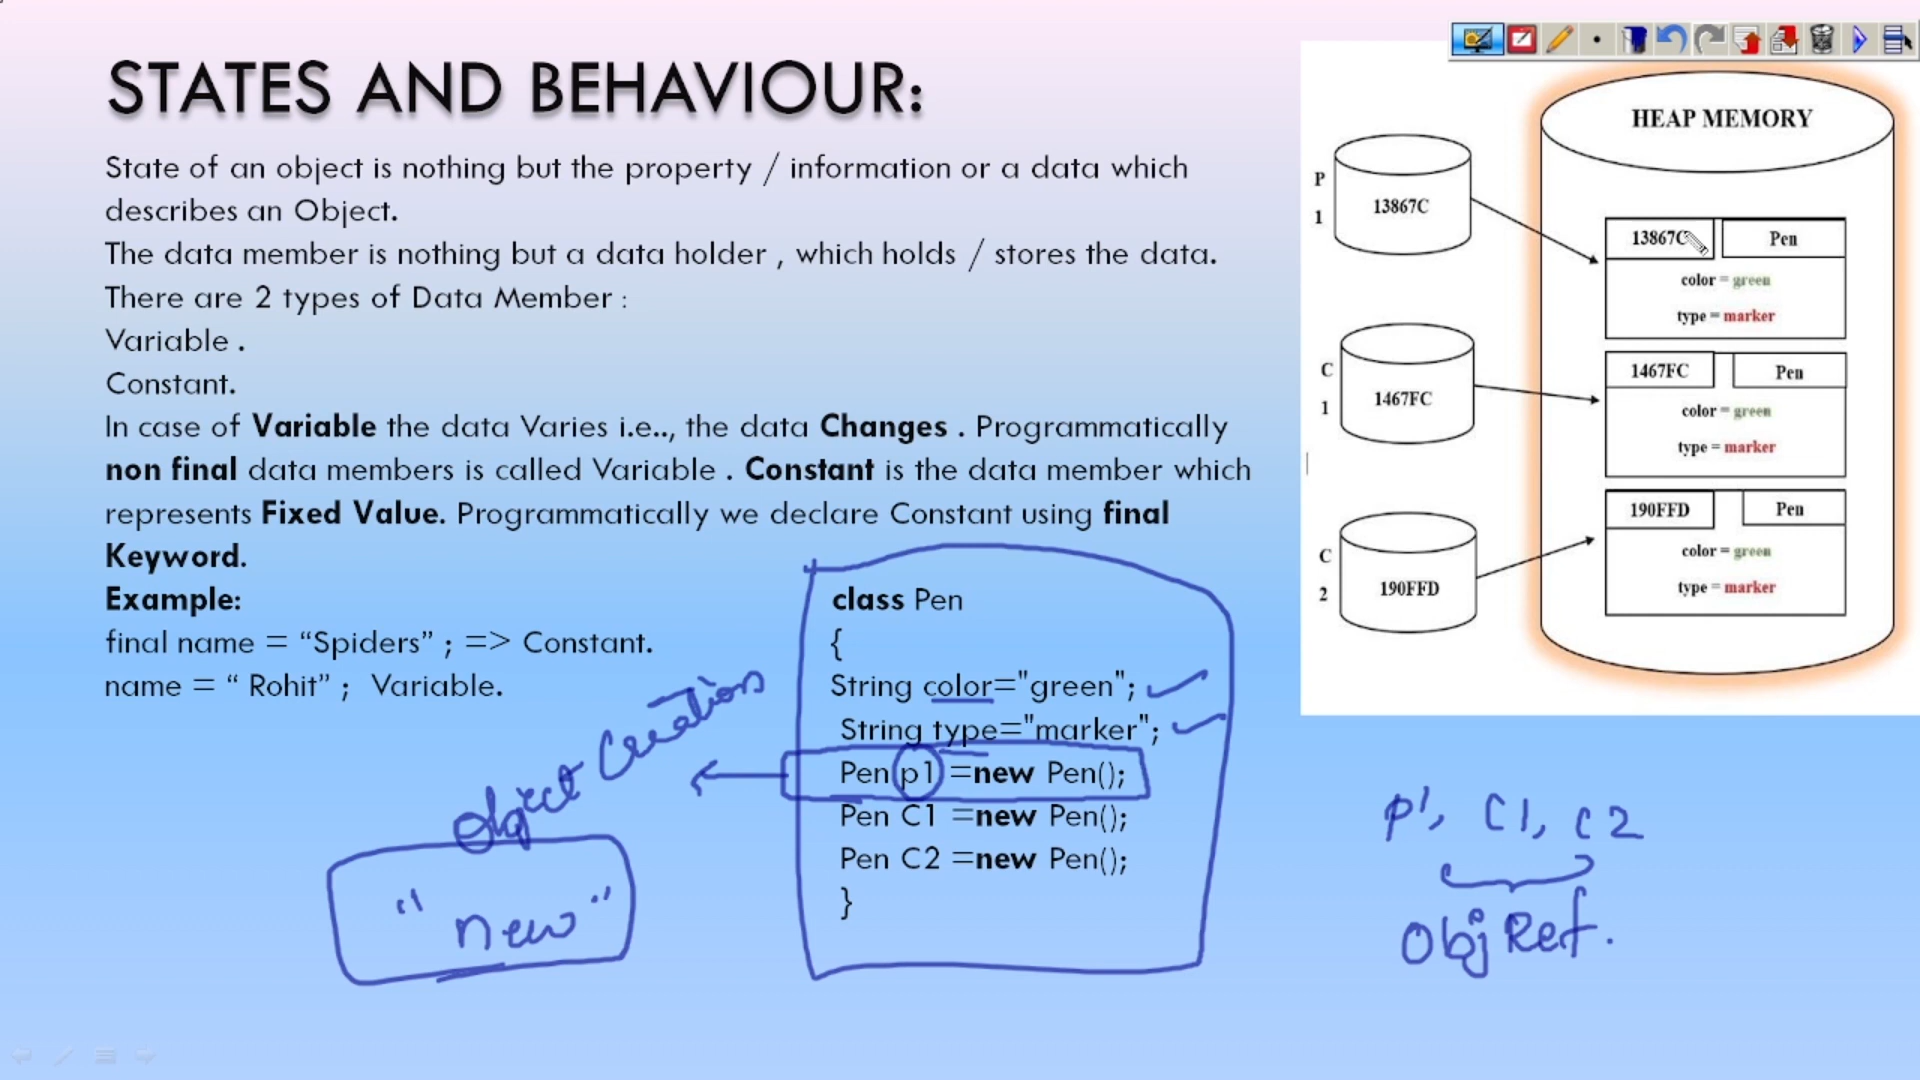 STATES AND BEHAVIOUR:
State of an object is nothing but the property / information or a data which
describes an Object.
The data member is nothing but a data holder , which holds / stores the data.
There are 2 types of Data Member :
Variable .
Constant.
In case of Variable the data Varies i.e.., the data Changes . Programmatically
non final data members is called Variable . Constant is the data member which
represents Fixed Value. Programmatically we declare Constant using final
Keyword.
Example:
final name = “Spiders” ; => Constant.
name = “ Rohit” ; Variable.
class Pen
{
String color="green";
String type="marker";
Pen p1 =new Pen();
Pen C1 =new Pen();
Pen C2 =new Pen();
}
Object Creation
"new"
HEAP MEMORY
P
1
13867C
13867C
Pen
color = green
type = marker
C
1
1467FC
1467FC
Pen
color = green
type = marker
C
2
190FFD
190FFD
Pen
color = green
type = marker
P1, C1, C2
Obj Ref.